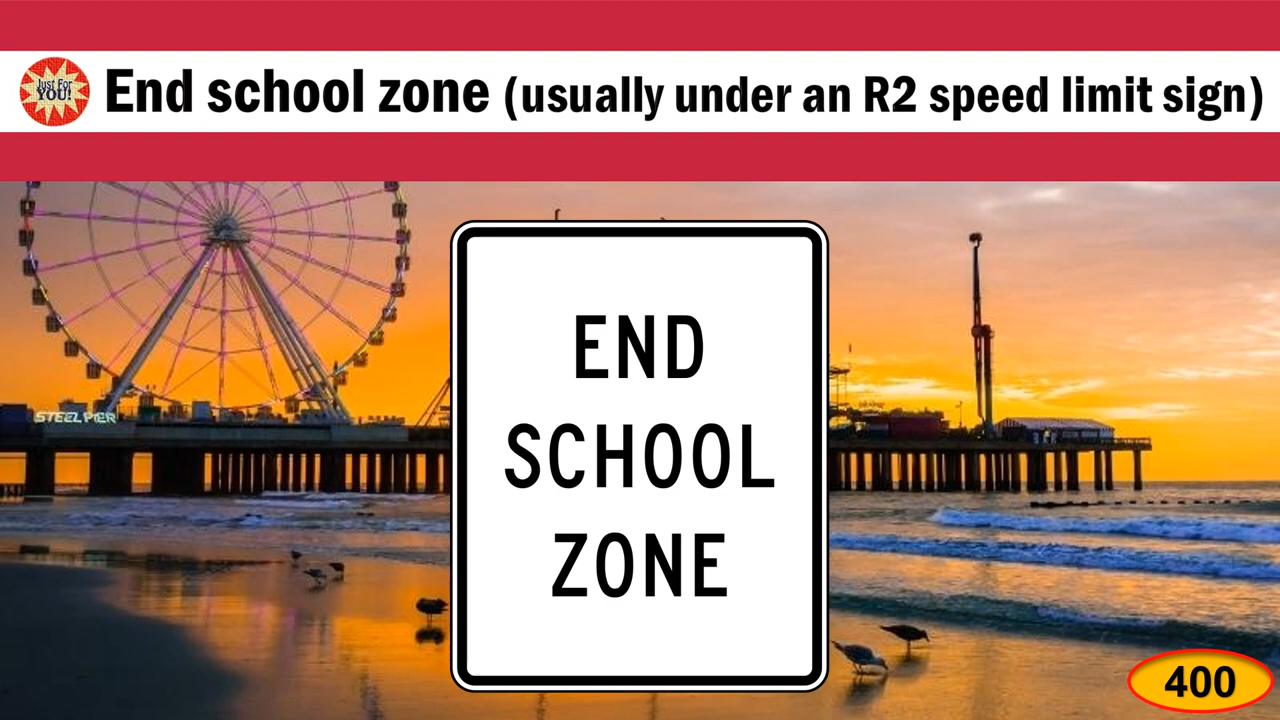 Just For
YOU!
End school zone (usually under an R2 speed limit sign)
STEEL PIER
END
SCHOOL
ZONE
400